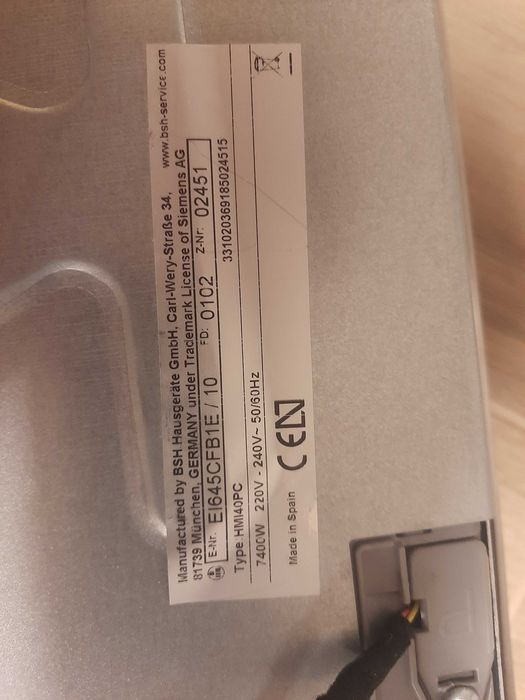 Manufactured by BSH Hausgeräte GmbH, Carl-Wery-Straße 34, www.bsh-service.com
81739 München, GERMANY under Trademark License of Siemens AG
E-Nr. EI645CFB1E / 10 FD: 0102 Z-Nr: 02451
Type HMI40PC 331020369185024515
7400W 220V - 240V~ 50/60Hz
Made in Spain CE